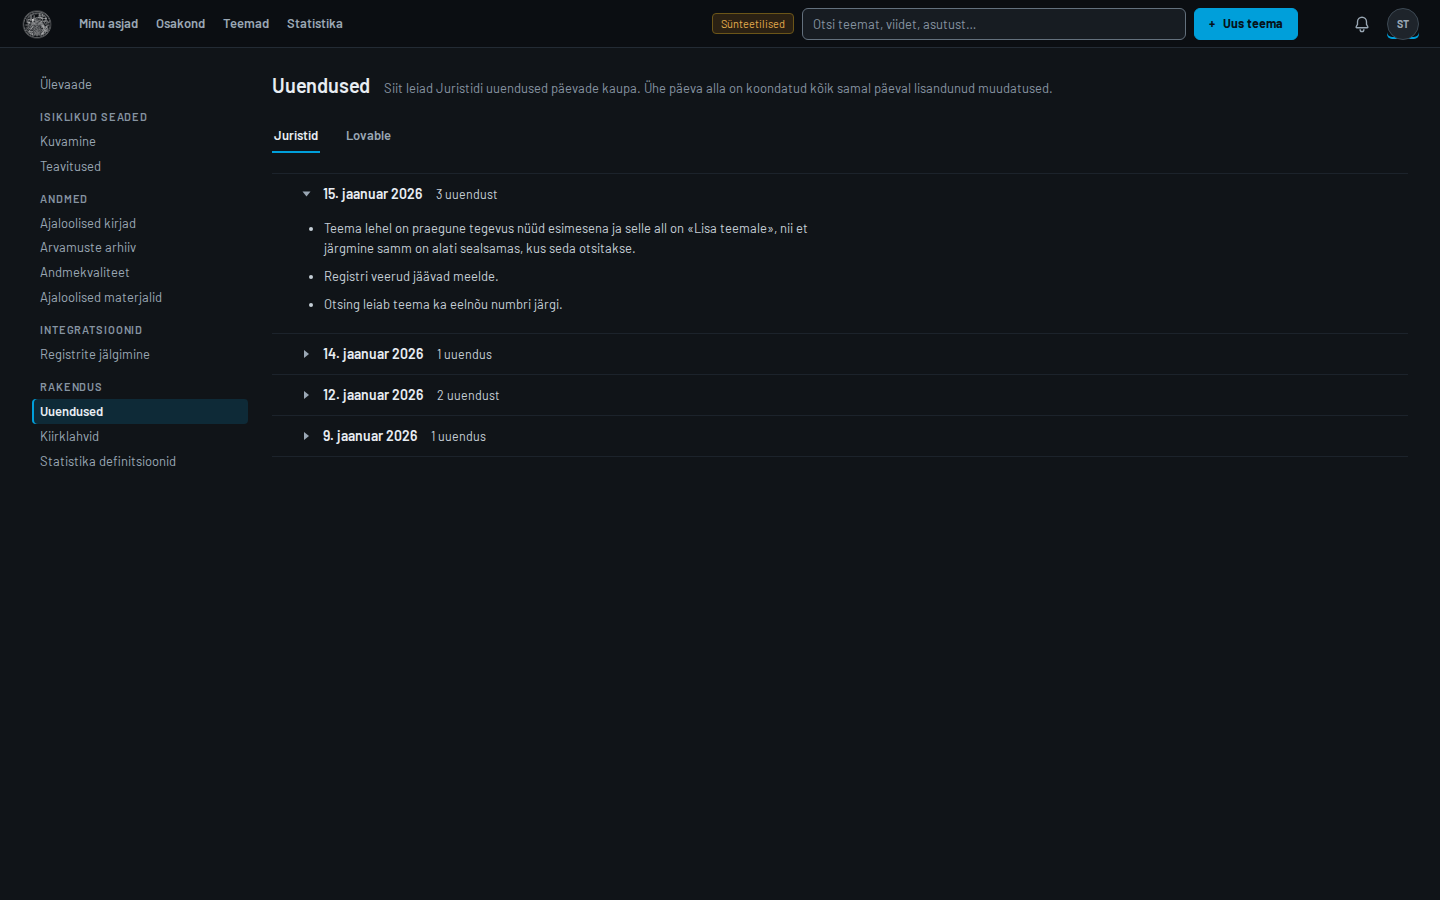 Minu asjad Osakond Teemad Statistika Sünteetilised Otsi teemat, viidet, asutust... + Uus teema ST
Ülevaade
ISIKLIKUD SEADED
Kuvamine
Teavitused
ANDMED
Ajaloolised kirjad
Arvamuste arhiiv
Andmekvaliteet
Ajaloolised materjalid
INTEGRATSIOONID
Registrite jälgimine
RAKENDUS
Uuendused
Kiirklahvid
Statistika definitsioonid
Uuendused Siit leiad Juristidi uuendused päevade kaupa. Ühe päeva alla on koondatud kõik samal päeval lisandunud muudatused.
Juristid Lovable
15. jaanuar 2026 3 uuendust
• Teema lehel on praegune tegevus nüüd esimesena ja selle all on «Lisa teemale», nii et
järgmine samm on alati sealsamas, kus seda otsitakse.
• Registri veerud jäävad meelde.
• Otsing leiab teema ka eelnõu numbri järgi.
14. jaanuar 2026 1 uuendus
12. jaanuar 2026 2 uuendust
9. jaanuar 2026 1 uuendus